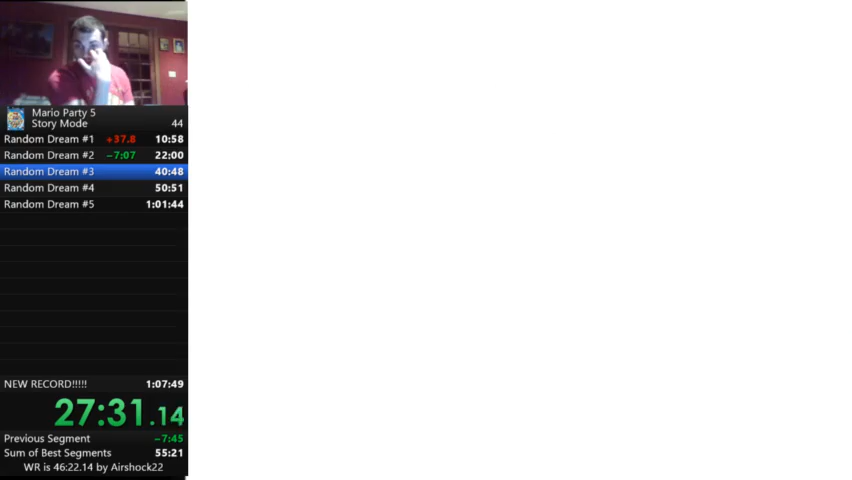 Mario Party 5
Story Mode 44
Random Dream #1 +37.8 10:58
Random Dream #2 −7:07 22:00
Random Dream #3 40:48
Random Dream #4 50:51
Random Dream #5 1:01:44
NEW RECORD!!!!! 1:07:49
27:31.14
Previous Segment −7:45
Sum of Best Segments 55:21
WR is 46:22.14 by Airshock22